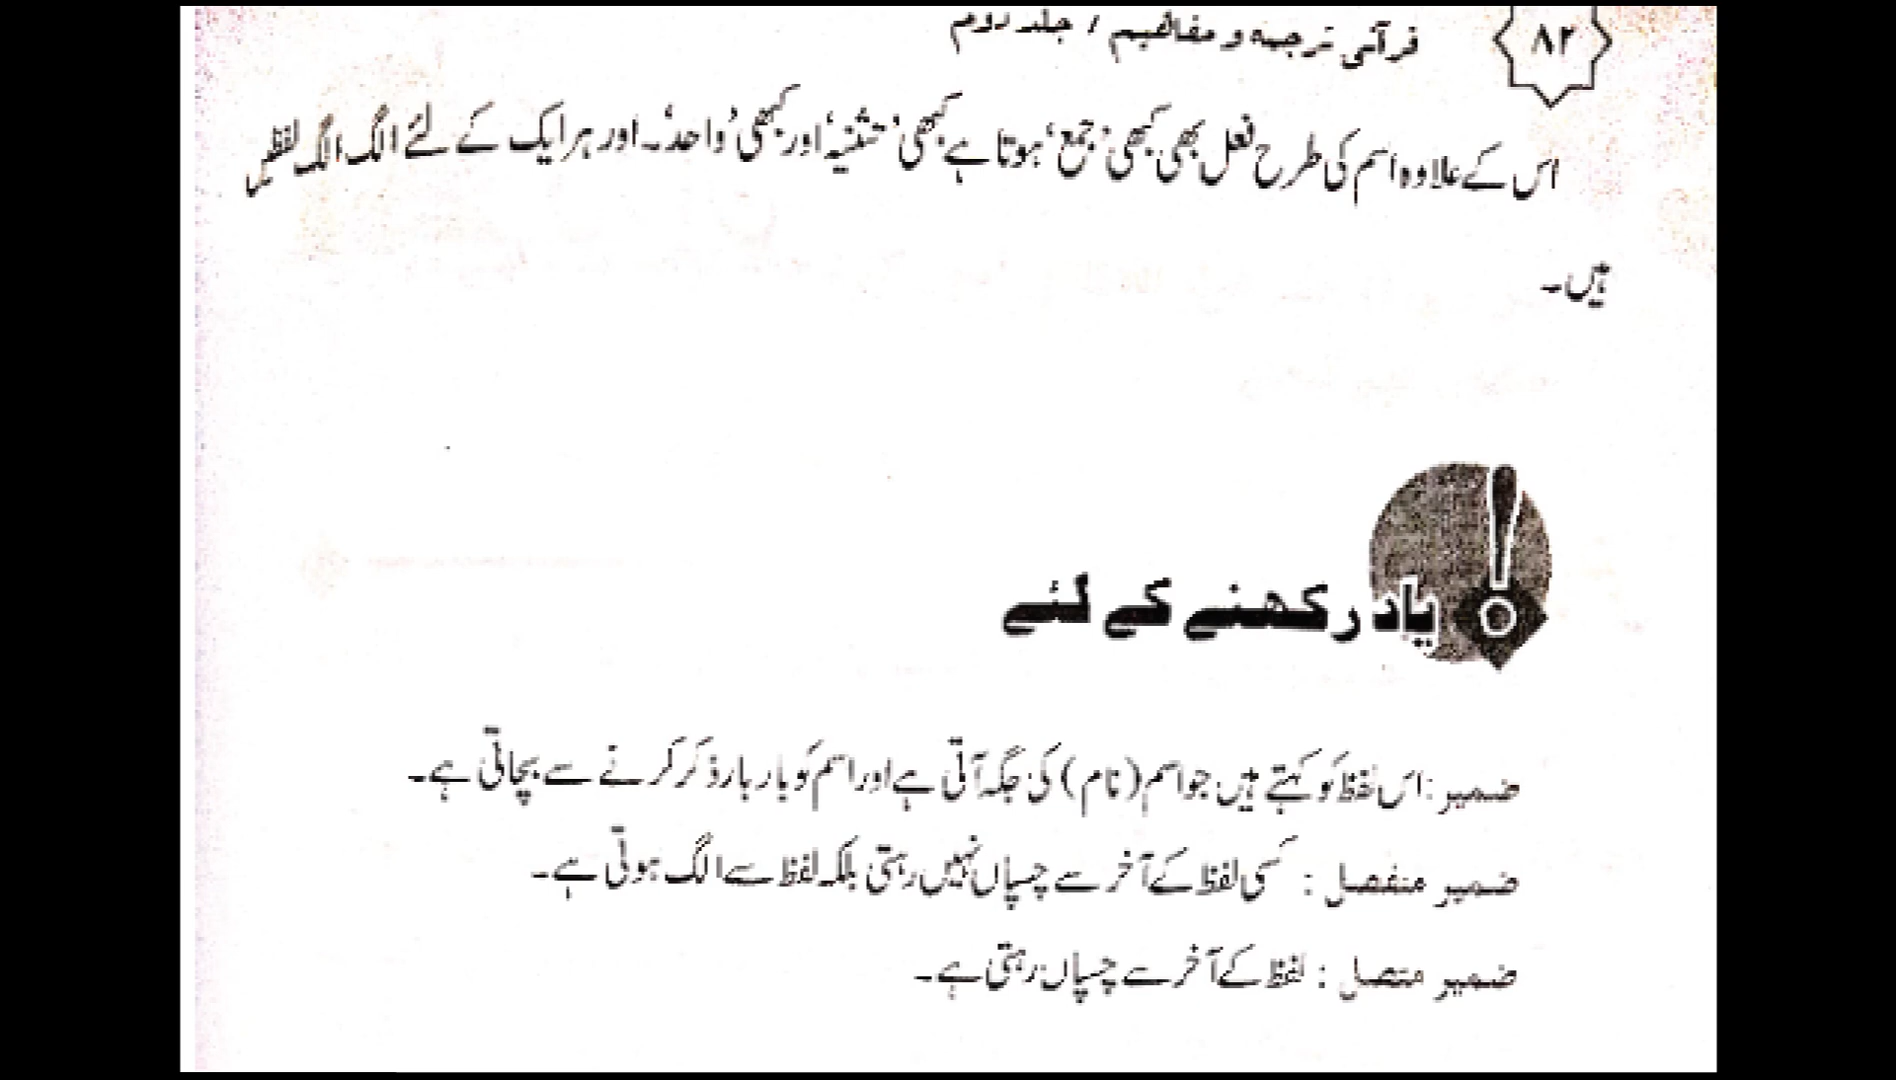 ۸۲
قرآنی ترجمہ و مفاہیم / جلد دوم
اس کے علاوہ اسم کی طرح فعل بھی کبھی ’جمع‘ ہوتا ہے کبھی ’تثنیہ‘ اور کبھی ’واحد‘۔ اور ہر ایک کے لئے الگ الگ لفظیں
ہیں۔
یاد رکھنے کے لئے
ضمیر : اس لفظ کو کہتے ہیں جو اسم (نام) کی جگہ آتی ہے اور اسم کو بار بار ذکر کرنے سے بچاتی ہے۔
ضمیر منفصل : کسی لفظ کے آخر سے چسپاں نہیں رہتی بلکہ لفظ سے الگ ہوتی ہے۔
ضمیر متصل : لفظ کے آخر سے چسپاں رہتی ہے۔